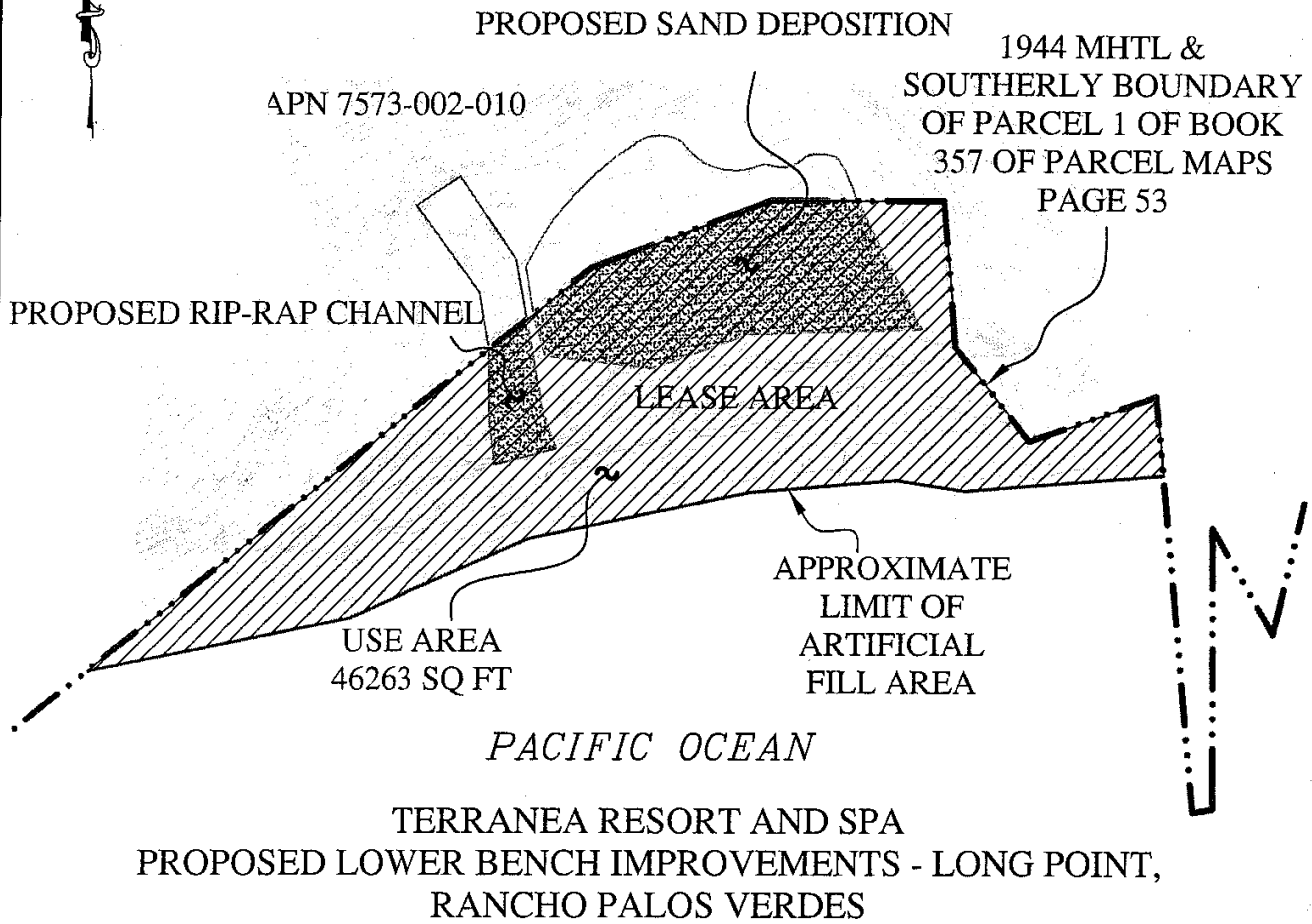 PROPOSED SAND DEPOSITION
1944 MHTL &
SOUTHERLY BOUNDARY
OF PARCEL 1 OF BOOK
357 OF PARCEL MAPS
PAGE 53
APN 7573-002-010
PROPOSED RIP-RAP CHANNEL
LEASE AREA
USE AREA
46263 SQ FT
APPROXIMATE
LIMIT OF
ARTIFICIAL
FILL AREA
PACIFIC OCEAN
TERRANEA RESORT AND SPA
PROPOSED LOWER BENCH IMPROVEMENTS - LONG POINT,
RANCHO PALOS VERDES